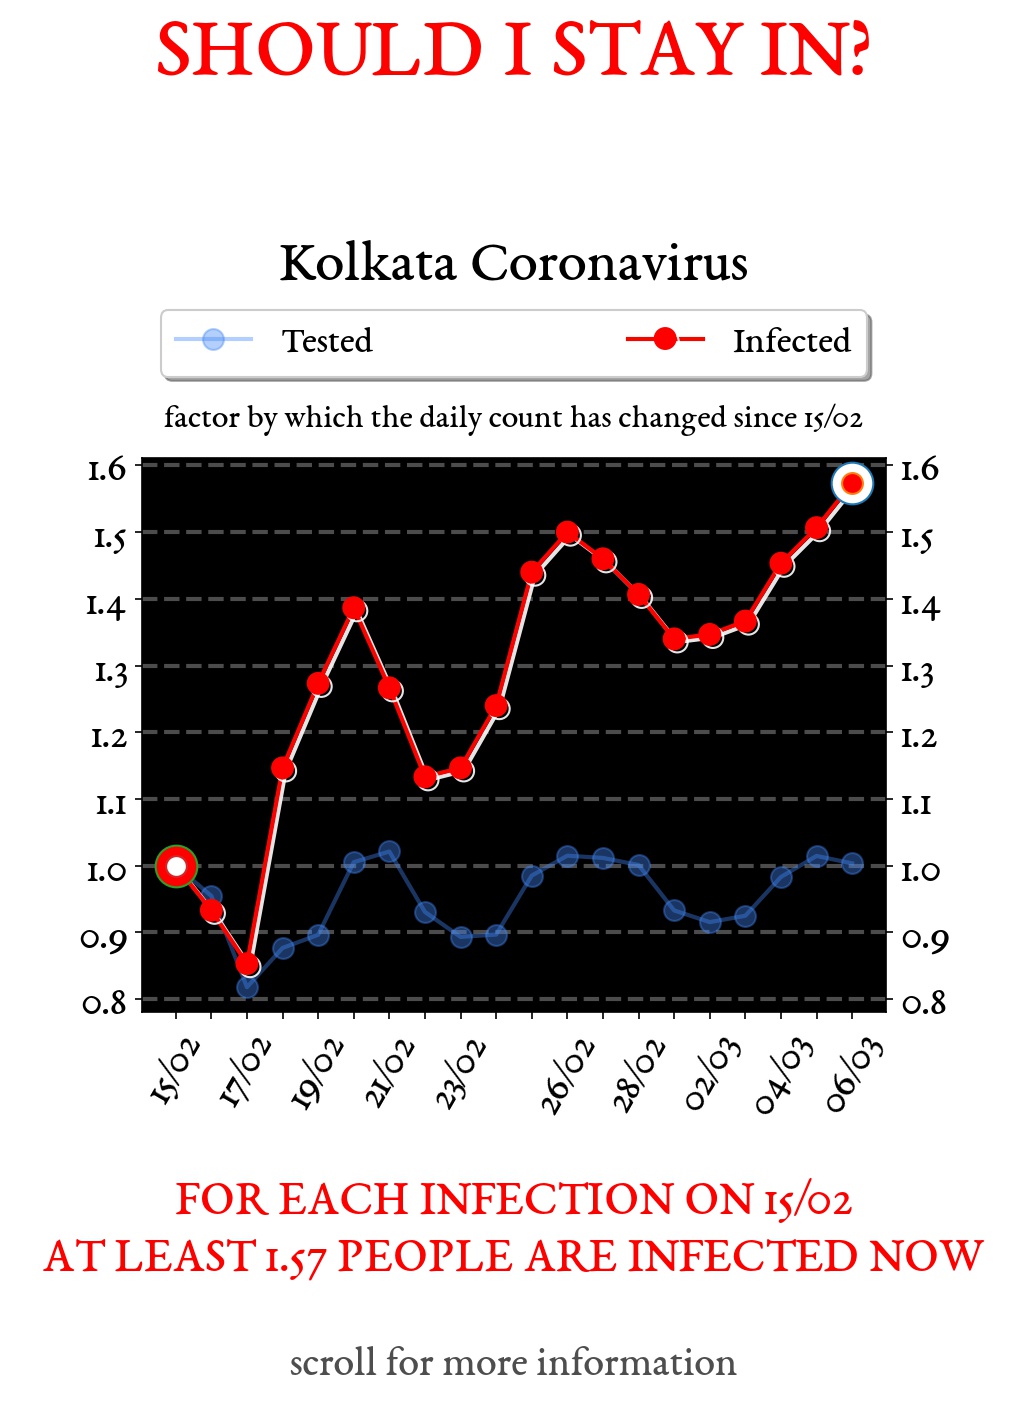 SHOULD I STAY IN?
Kolkata Coronavirus
Tested Infected
factor by which the daily count has changed since 15/02
1.6 1.6
1.5 1.5
1.4 1.4
1.3 1.3
1.2 1.2
1.1 1.1
1.0 1.0
0.9 0.9
0.8 0.8
15/02 17/02 19/02 21/02 23/02 26/02 28/02 02/03 04/03 06/03
FOR EACH INFECTION ON 15/02
AT LEAST 1.57 PEOPLE ARE INFECTED NOW
scroll for more information